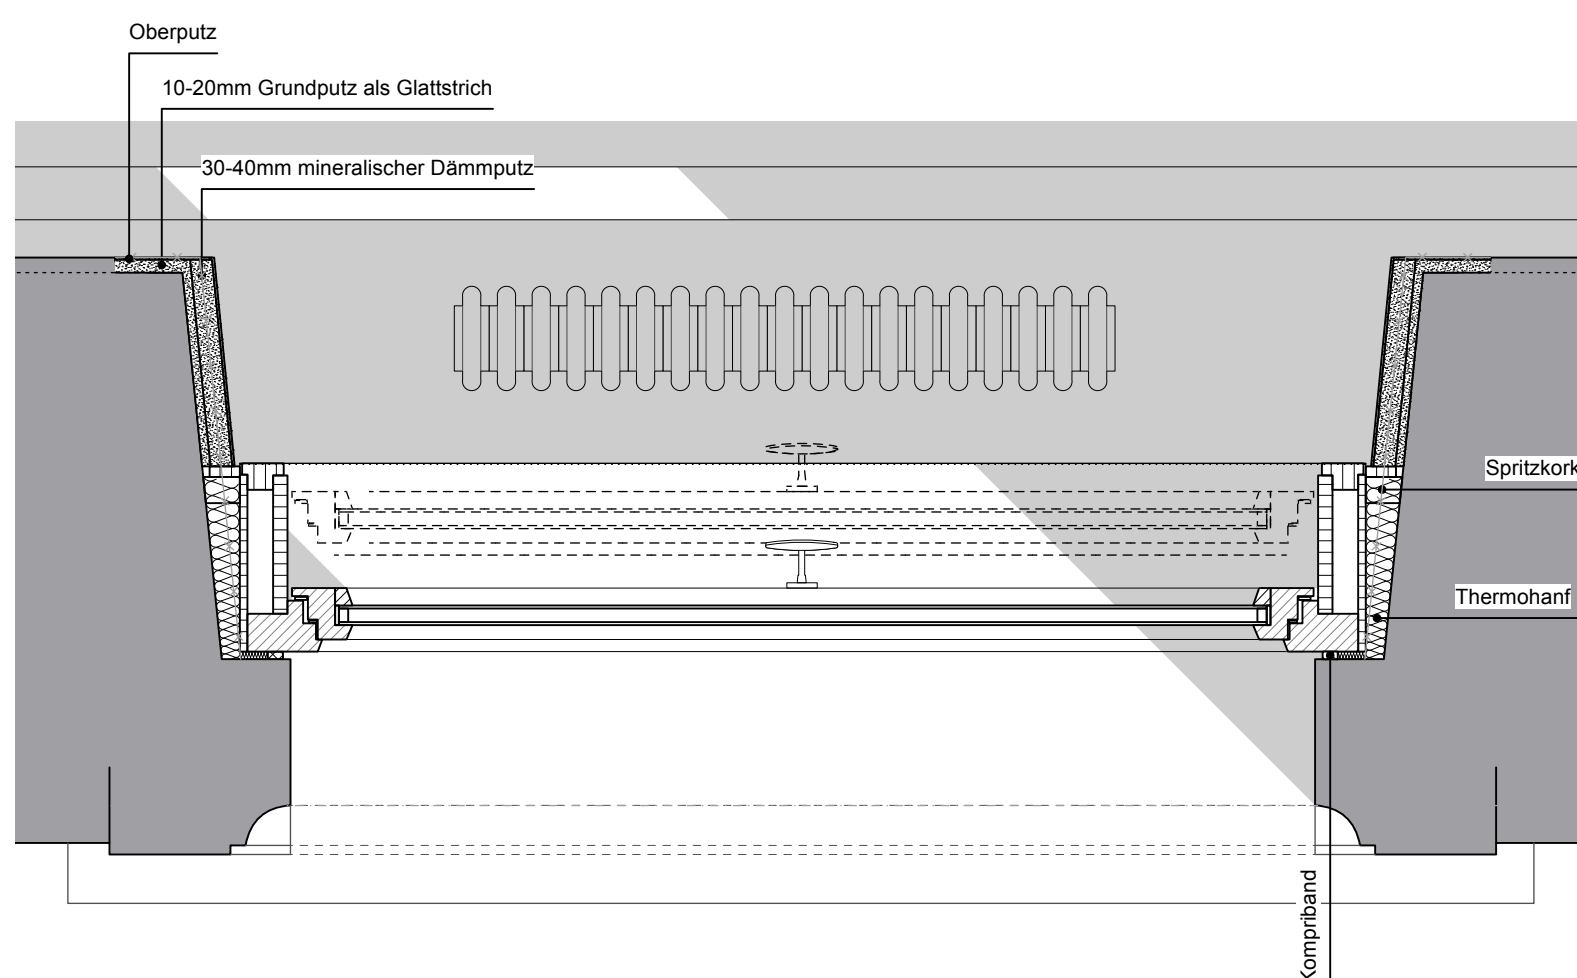 Oberputz
10-20mm Grundputz als Glattstrich
30-40mm mineralischer Dämmputz
Spritzkork
Thermohanf
Kompriband